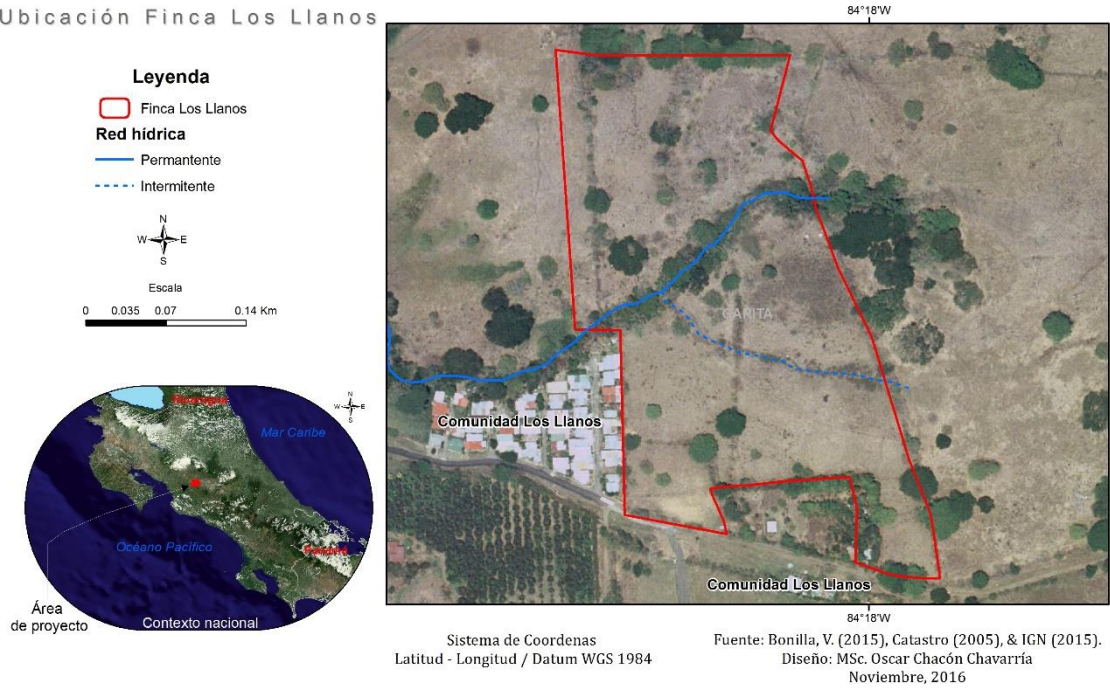 Ubicación Finca Los Llanos
Leyenda
Finca Los Llanos
Red hídrica
Permantente
Intermitente
N
W E
S
Escala
0 0.035 0.07 0.14 Km
84°18'W
GARITA
Comunidad Los Llanos
Comunidad Los Llanos
84°18'W
Nicaragua
N
W E
S
Mar Caribe
Océano Pacífico
Panamá
Área
de proyecto
Contexto nacional
Sistema de Coordenas
Latitud - Longitud / Datum WGS 1984
Fuente: Bonilla, V. (2015), Catastro (2005), & IGN (2015).
Diseño: MSc. Oscar Chacón Chavarría
Noviembre, 2016